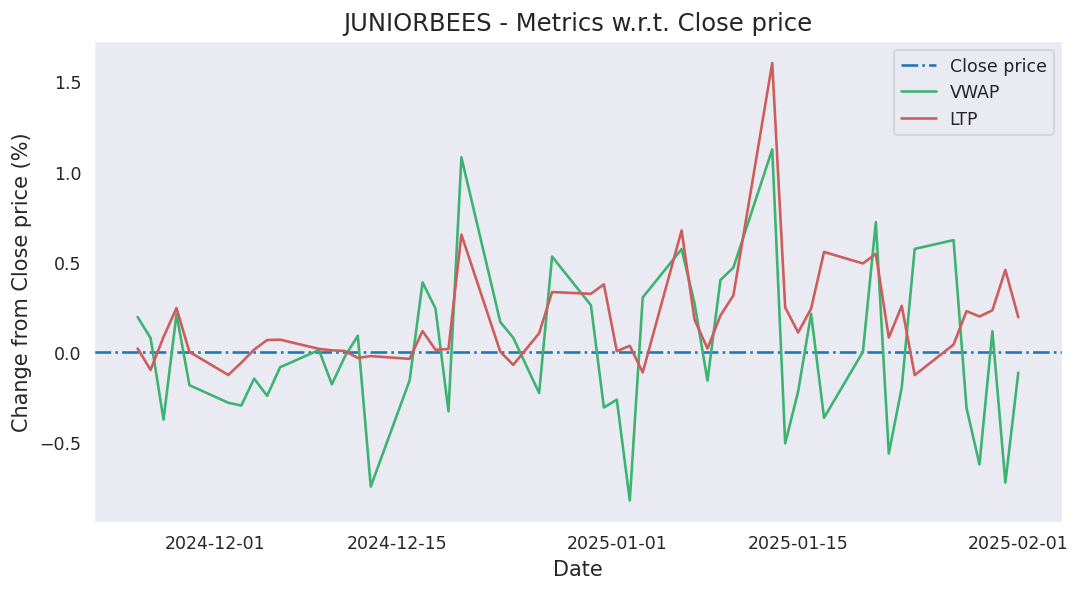 JUNIORBEES - Metrics w.r.t. Close price
Change from Close price (%)
1.5
1.0
0.5
0.0
−0.5
Close price
VWAP
LTP
2024-12-01
2024-12-15
2025-01-01
2025-01-15
2025-02-01
Date